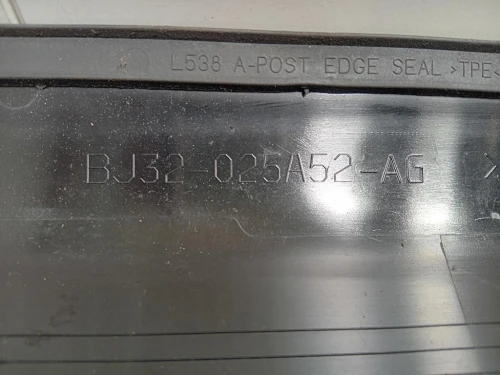 L538 A-POST EDGE SEAL >TPE<
BJ32-025A52-AG >